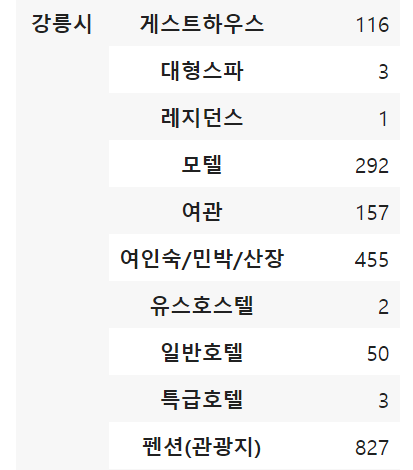 강릉시 게스트하우스 116
대형스파 3
레지던스 1
모텔 292
여관 157
여인숙/민박/산장 455
유스호스텔 2
일반호텔 50
특급호텔 3
펜션(관광지) 827